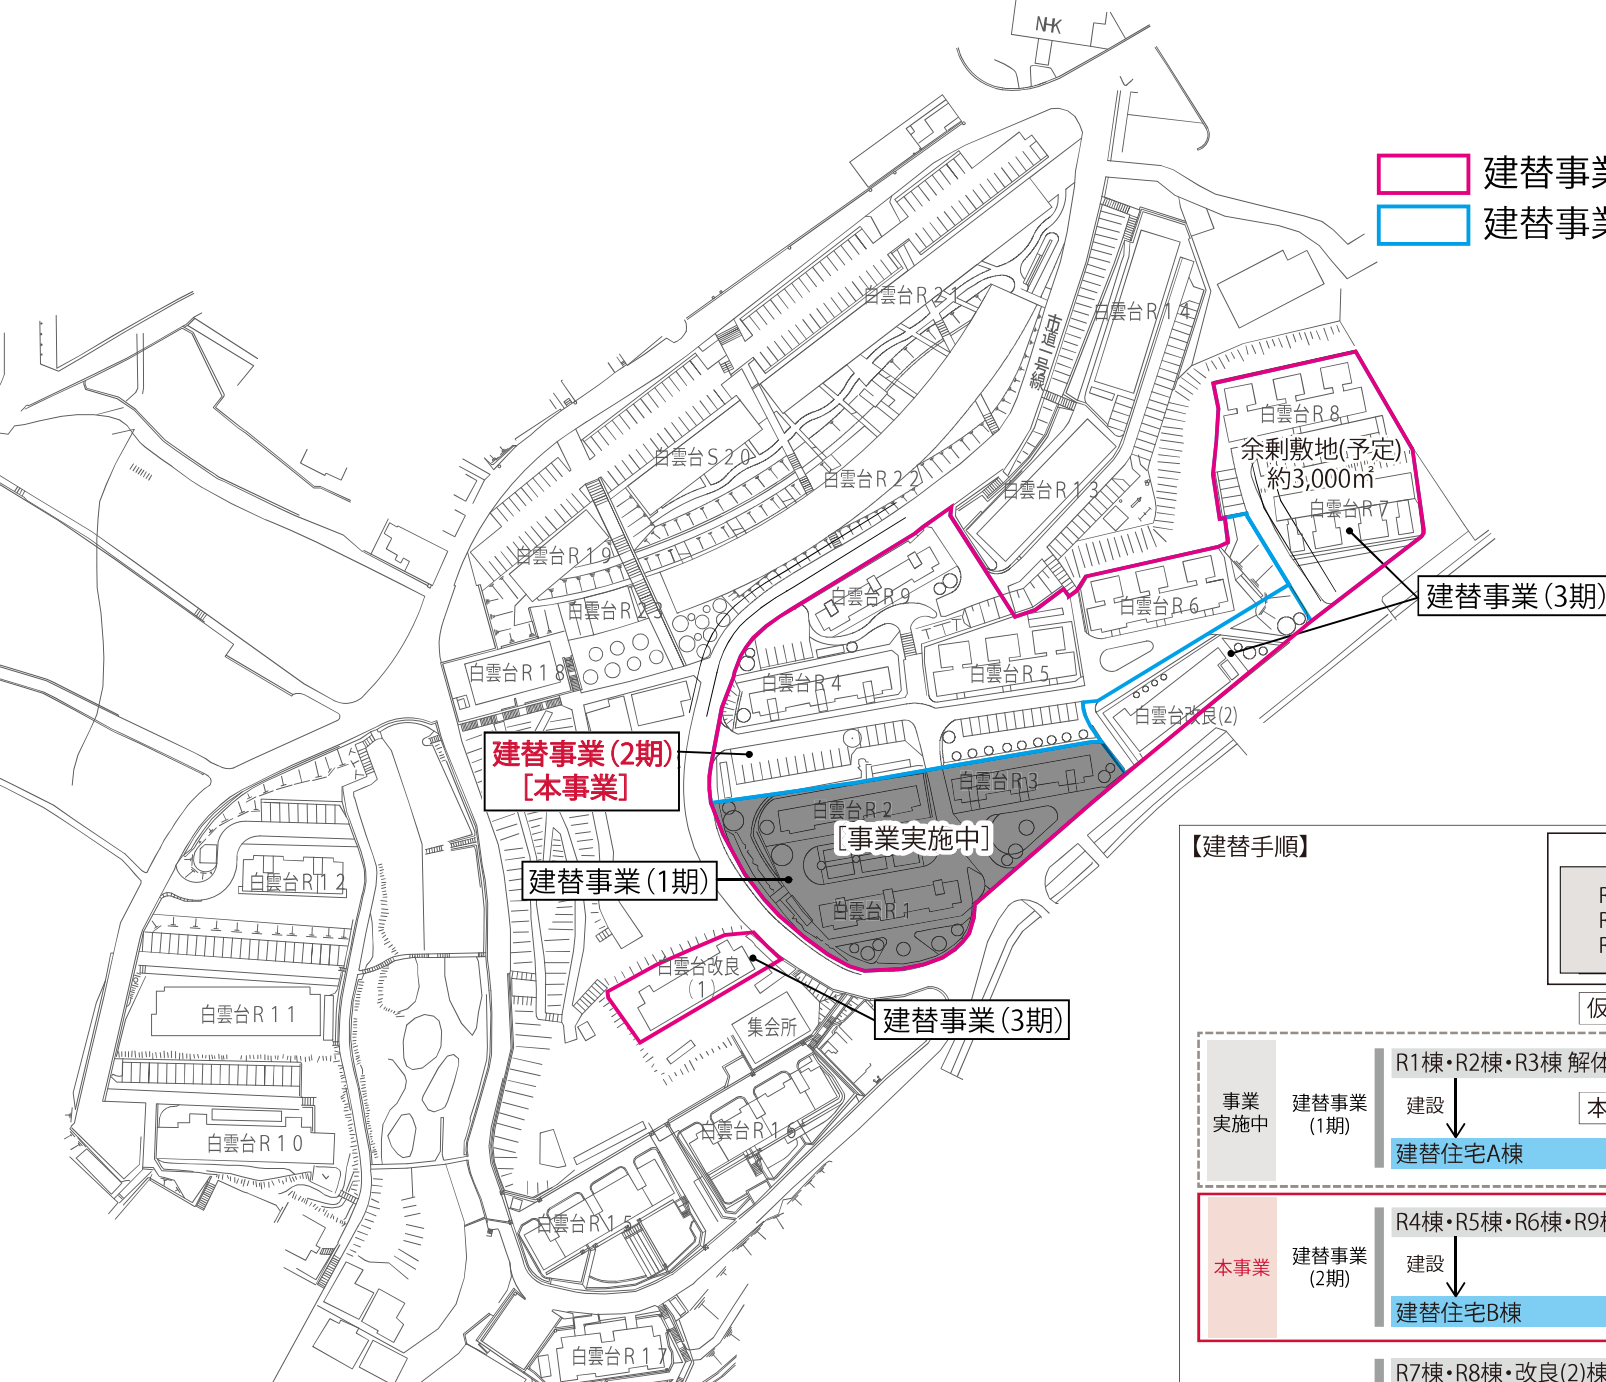 NHK
建替事業
建替事業
白雲台R21
白雲台R14
市道一号線
白雲台R8
余剰敷地(予定)
約3,000㎡
白雲台R7
白雲台S20
白雲台R22
白雲台R13
白雲台R19
白雲台R23
白雲台R9
白雲台R6
建替事業(3期)
白雲台R18
白雲台R4
白雲台R5
白雲台改良(2)
建替事業(2期)
[本事業]
白雲台R3
白雲台R2
[事業実施中]
建替事業(1期)
白雲台R1
白雲台R12
白雲台改良
(1)
白雲台R11
集会所
建替事業(3期)
白雲台R10
白雲台R16
白雲台R15
白雲台R17
【建替手順】
R
R
R
仮
事業
実施中
建替事業
(1期)
R1棟・R2棟・R3棟 解体
建設
本
建替住宅A棟
本事業
建替事業
(2期)
R4棟・R5棟・R6棟・R9棟
建設
建替住宅B棟
R7棟・R8棟・改良(2)棟